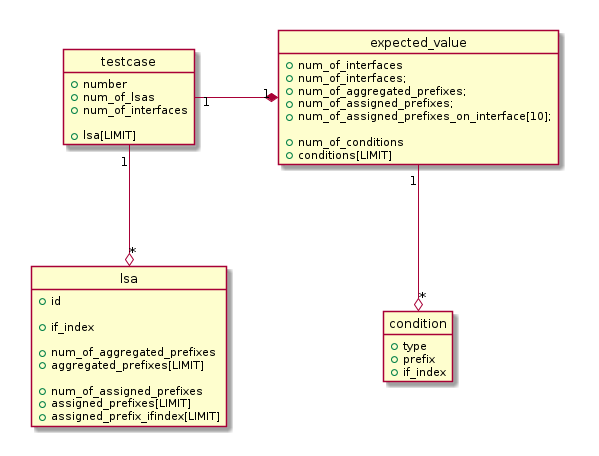 testcase
number
num_of_lsas
num_of_interfaces
lsa[LIMIT]
1
1
expected_value
num_of_interfaces
num_of_interfaces;
num_of_aggregated_prefixes;
num_of_assigned_prefixes;
num_of_assigned_prefixes_on_interface[10];
num_of_conditions
conditions[LIMIT]
1
*
lsa
id
if_index
num_of_aggregated_prefixes
aggregated_prefixes[LIMIT]
num_of_assigned_prefixes
assigned_prefixes[LIMIT]
assigned_prefix_ifindex[LIMIT]
1
*
condition
type
prefix
if_index